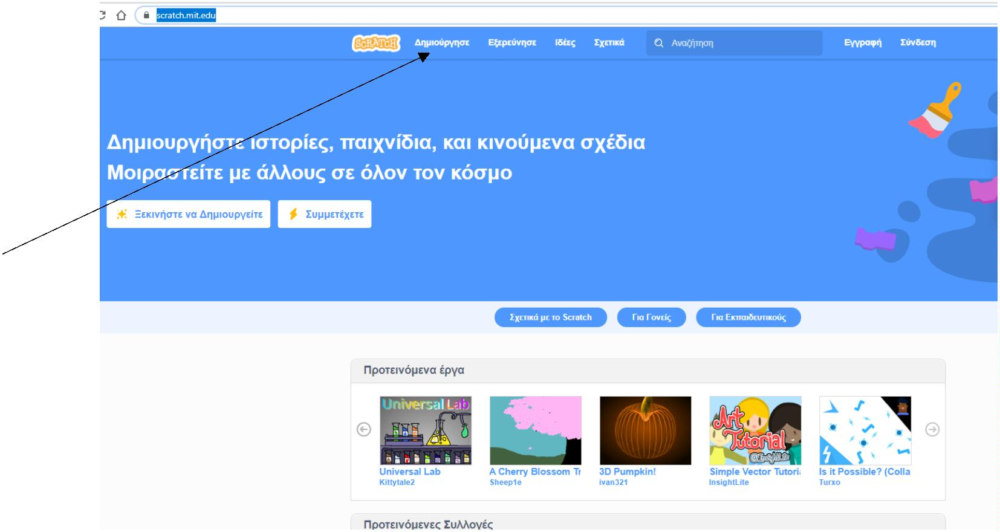 scratch.mit.edu
SCRATCH Δημιούργησε Εξερεύνησε Ιδέες Σχετικά Αναζήτηση Εγγραφή Σύνδεση
Δημιουργήστε ιστορίες, παιχνίδια, και κινούμενα σχέδια
Μοιραστείτε με άλλους σε όλον τον κόσμο
Ξεκινήστε να Δημιουργείτε Συμμετέχετε
Σχετικά με το Scratch Για Γονείς Για Εκπαιδευτικούς
Προτεινόμενα έργα
Universal Lab
Art
Tutorial
@InsightLite
Universal Lab A Cherry Blossom Tr 3D Pumpkin! Simple Vector Tutoria Is it Possible? (Colla
Kittytale2 Sheep1e ivan321 InsightLite Turxo
Προτεινόμενες Συλλογές